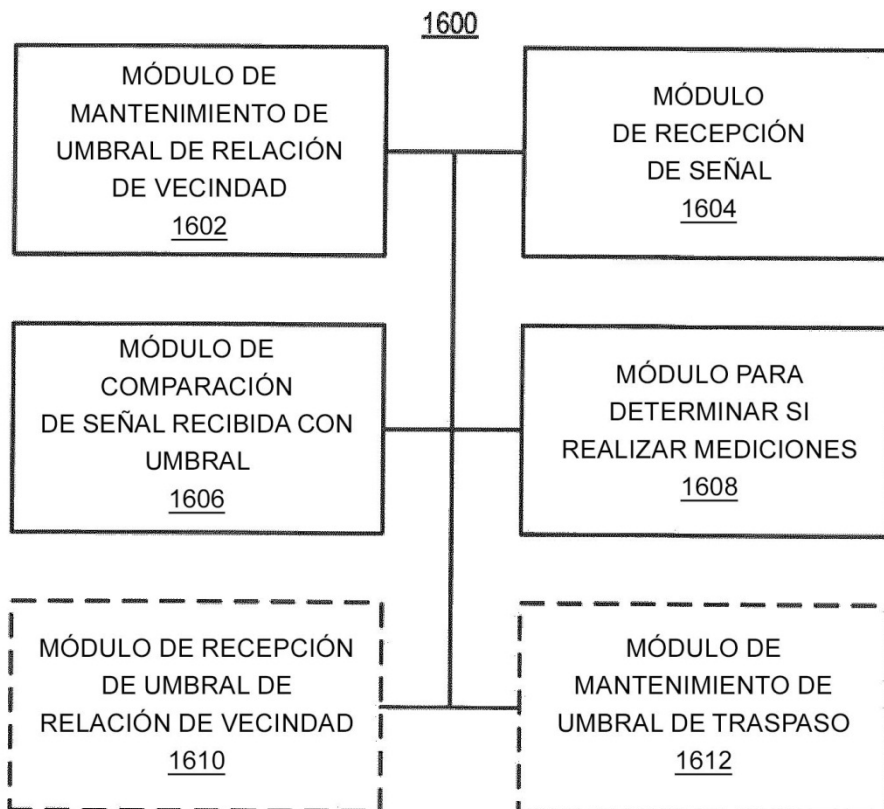 1600
MÓDULO DE
MANTENIMIENTO DE
UMBRAL DE RELACIÓN
DE VECINDAD
1602
MÓDULO
DE RECEPCIÓN
DE SEÑAL
1604
MÓDULO DE
COMPARACIÓN
DE SEÑAL RECIBIDA CON
UMBRAL
1606
MÓDULO PARA
DETERMINAR SI
REALIZAR MEDICIONES
1608
MÓDULO DE RECEPCIÓN
DE UMBRAL DE
RELACIÓN DE VECINDAD
1610
MÓDULO DE
MANTENIMIENTO DE
UMBRAL DE TRASPASO
1612